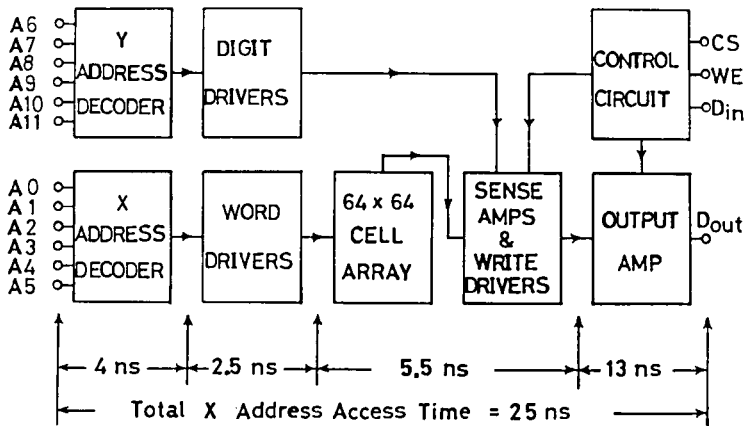 A6
A7
A8
A9
A10
A11
Y
ADDRESS
DECODER
DIGIT
DRIVERS
CONTROL
CIRCUIT
CS
WE
Din
A0
A1
A2
A3
A4
A5
X
ADDRESS
DECODER
WORD
DRIVERS
64 x 64
CELL
ARRAY
SENSE
AMPS
&
WRITE
DRIVERS
OUTPUT
AMP
Dout
4 ns
2.5 ns
5.5 ns
13 ns
Total X Address Access Time = 25 ns